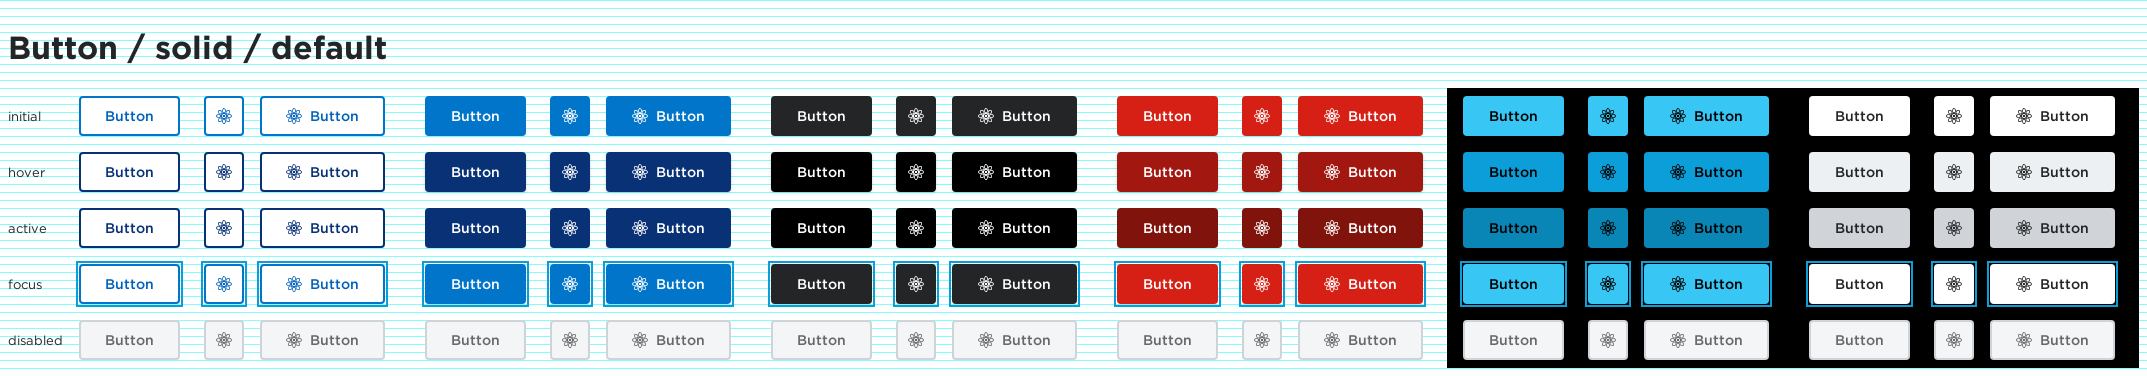 Button / solid / default
initial Button Button Button Button Button Button Button Button Button Button Button Button
hover Button Button Button Button Button Button Button Button Button Button Button Button
active Button Button Button Button Button Button Button Button Button Button Button Button
focus Button Button Button Button Button Button Button Button Button Button Button Button
disabled Button Button Button Button Button Button Button Button Button Button Button Button